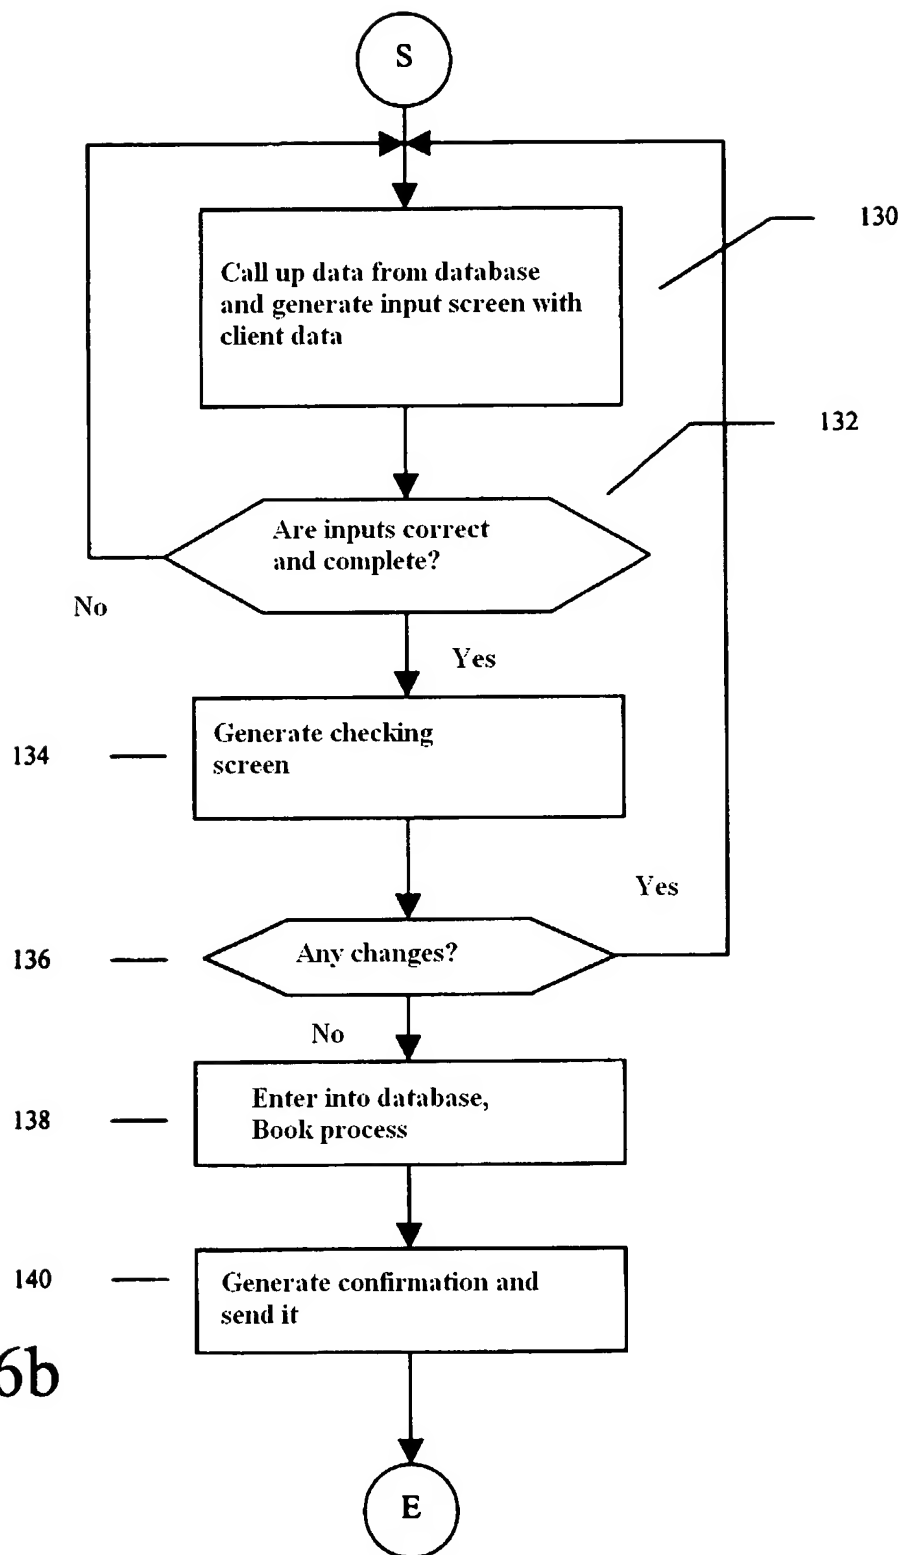 S
130
Call up data from database
and generate input screen with
client data
132
Are inputs correct
and complete?
No
Yes
134
Generate checking
screen
Yes
136
Any changes?
No
138
Enter into database,
Book process
140
Generate confirmation and
send it
6b
E